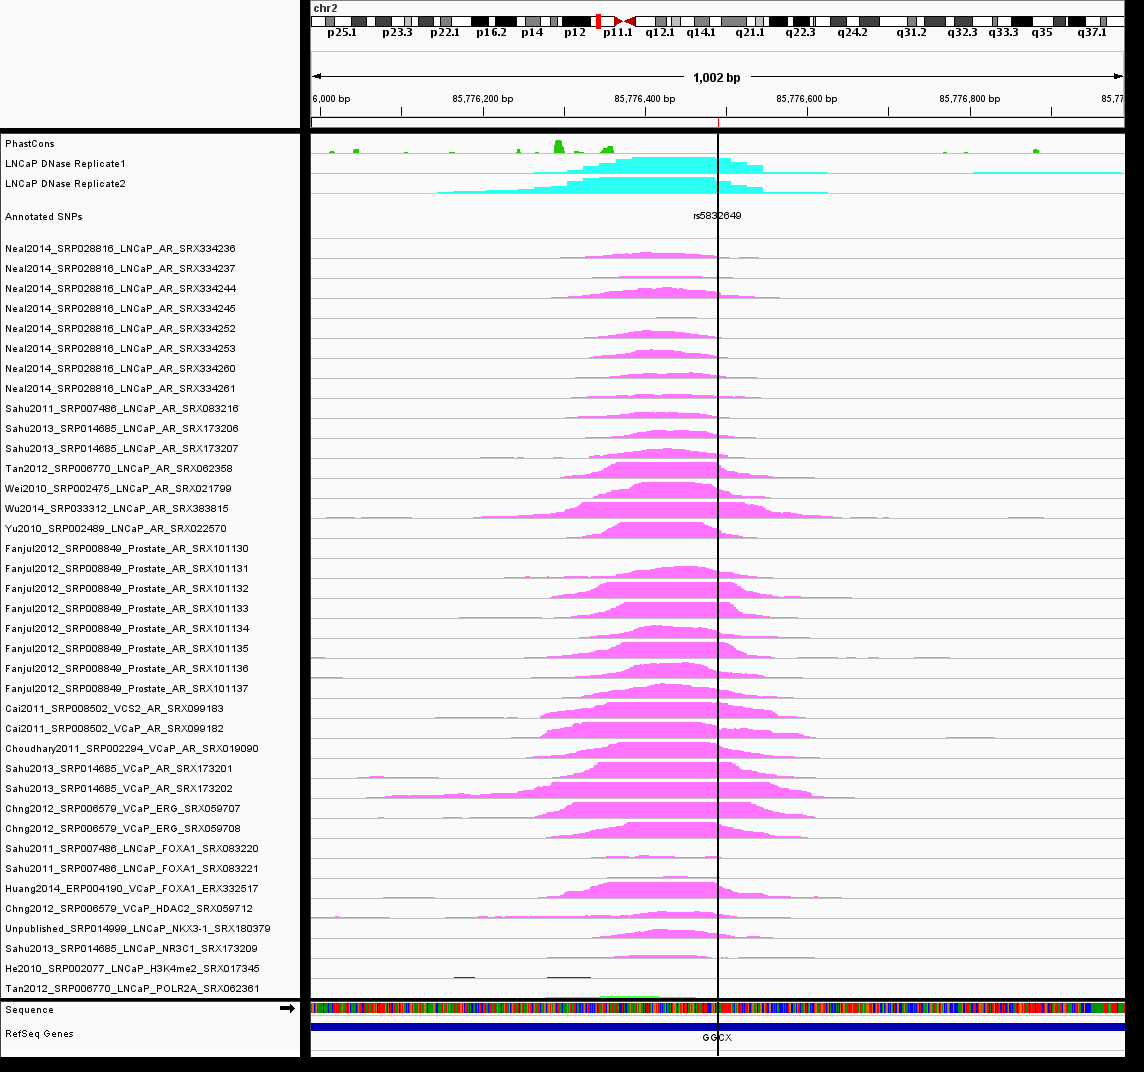 chr2
p25.1 p23.3 p22.1 p16.2 p14 p12 p11.1 q12.1 q14.1 q21.1 q22.3 q24.2 q31.2 q32.3 q33.3 q35 q37.1
1,002 bp
6,000 bp 85,776,200 bp 85,776,400 bp 85,776,600 bp 85,776,800 bp 85,77
PhastCons
LNCaP DNase Replicate1
LNCaP DNase Replicate2
Annotated SNPs rs5832649
Neal2014_SRP028816_LNCaP_AR_SRX334236
Neal2014_SRP028816_LNCaP_AR_SRX334237
Neal2014_SRP028816_LNCaP_AR_SRX334244
Neal2014_SRP028816_LNCaP_AR_SRX334245
Neal2014_SRP028816_LNCaP_AR_SRX334252
Neal2014_SRP028816_LNCaP_AR_SRX334253
Neal2014_SRP028816_LNCaP_AR_SRX334260
Neal2014_SRP028816_LNCaP_AR_SRX334261
Sahu2011_SRP007486_LNCaP_AR_SRX083216
Sahu2013_SRP014685_LNCaP_AR_SRX173206
Sahu2013_SRP014685_LNCaP_AR_SRX173207
Tan2012_SRP006770_LNCaP_AR_SRX062358
Wei2010_SRP002475_LNCaP_AR_SRX021799
Wu2014_SRP033312_LNCaP_AR_SRX383815
Yu2010_SRP002489_LNCaP_AR_SRX022570
Fanjul2012_SRP008849_Prostate_AR_SRX101130
Fanjul2012_SRP008849_Prostate_AR_SRX101131
Fanjul2012_SRP008849_Prostate_AR_SRX101132
Fanjul2012_SRP008849_Prostate_AR_SRX101133
Fanjul2012_SRP008849_Prostate_AR_SRX101134
Fanjul2012_SRP008849_Prostate_AR_SRX101135
Fanjul2012_SRP008849_Prostate_AR_SRX101136
Fanjul2012_SRP008849_Prostate_AR_SRX101137
Cai2011_SRP008502_VCS2_AR_SRX099183
Cai2011_SRP008502_VCaP_AR_SRX099182
Choudhary2011_SRP002294_VCaP_AR_SRX019090
Sahu2013_SRP014685_VCaP_AR_SRX173201
Sahu2013_SRP014685_VCaP_AR_SRX173202
Chng2012_SRP006579_VCaP_ERG_SRX059707
Chng2012_SRP006579_VCaP_ERG_SRX059708
Sahu2011_SRP007486_LNCaP_FOXA1_SRX083220
Sahu2011_SRP007486_LNCaP_FOXA1_SRX083221
Huang2014_ERP004190_VCaP_FOXA1_ERX332517
Chng2012_SRP006579_VCaP_HDAC2_SRX059712
Unpublished_SRP014999_LNCaP_NKX3-1_SRX180379
Sahu2013_SRP014685_LNCaP_NR3C1_SRX173209
He2010_SRP002077_LNCaP_H3K4me2_SRX017345
Tan2012_SRP006770_LNCaP_POLR2A_SRX062361
Sequence
RefSeq Genes
GGCX